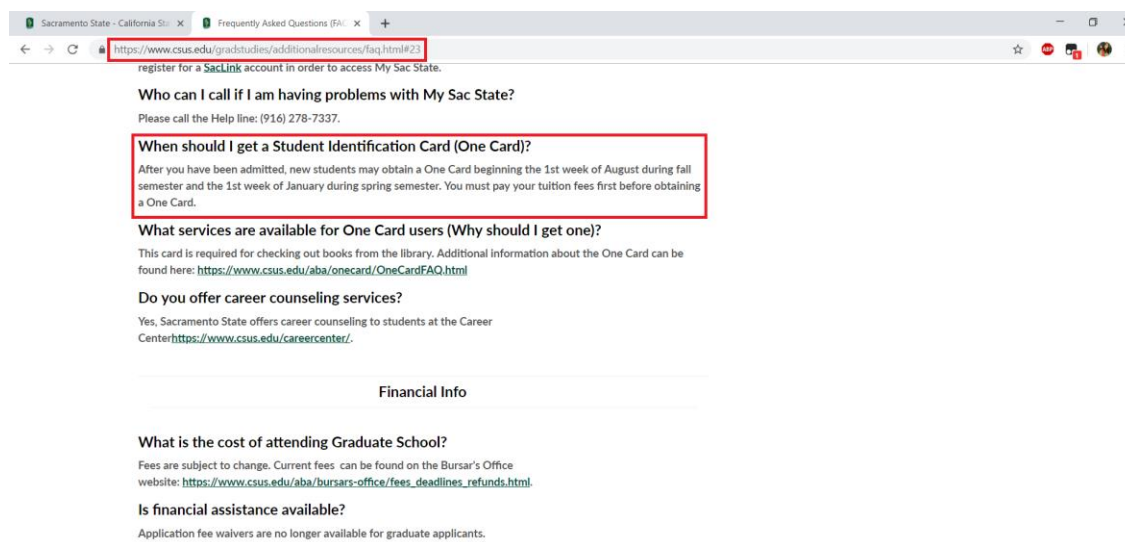 Sacramento State - California Sta
Frequently Asked Questions (FAC
https://www.csus.edu/gradstudies/additionalresources/faq.html#23
ABP
1
register for a SacLink account in order to access My Sac State.
Who can I call if I am having problems with My Sac State?
Please call the Help line: (916) 278-7337.
When should I get a Student Identification Card (One Card)?
After you have been admitted, new students may obtain a One Card beginning the 1st week of August during fall
semester and the 1st week of January during spring semester. You must pay your tuition fees first before obtaining
a One Card.
What services are available for One Card users (Why should I get one)?
This card is required for checking out books from the library. Additional information about the One Card can be
found here: https://www.csus.edu/aba/onecard/OneCardFAQ.html
Do you offer career counseling services?
Yes, Sacramento State offers career counseling to students at the Career
Centerhttps://www.csus.edu/careercenter/.
Financial Info
What is the cost of attending Graduate School?
Fees are subject to change. Current fees can be found on the Bursar's Office
website: https://www.csus.edu/aba/bursars-office/fees_deadlines_refunds.html.
Is financial assistance available?
Application fee waivers are no longer available for graduate applicants.